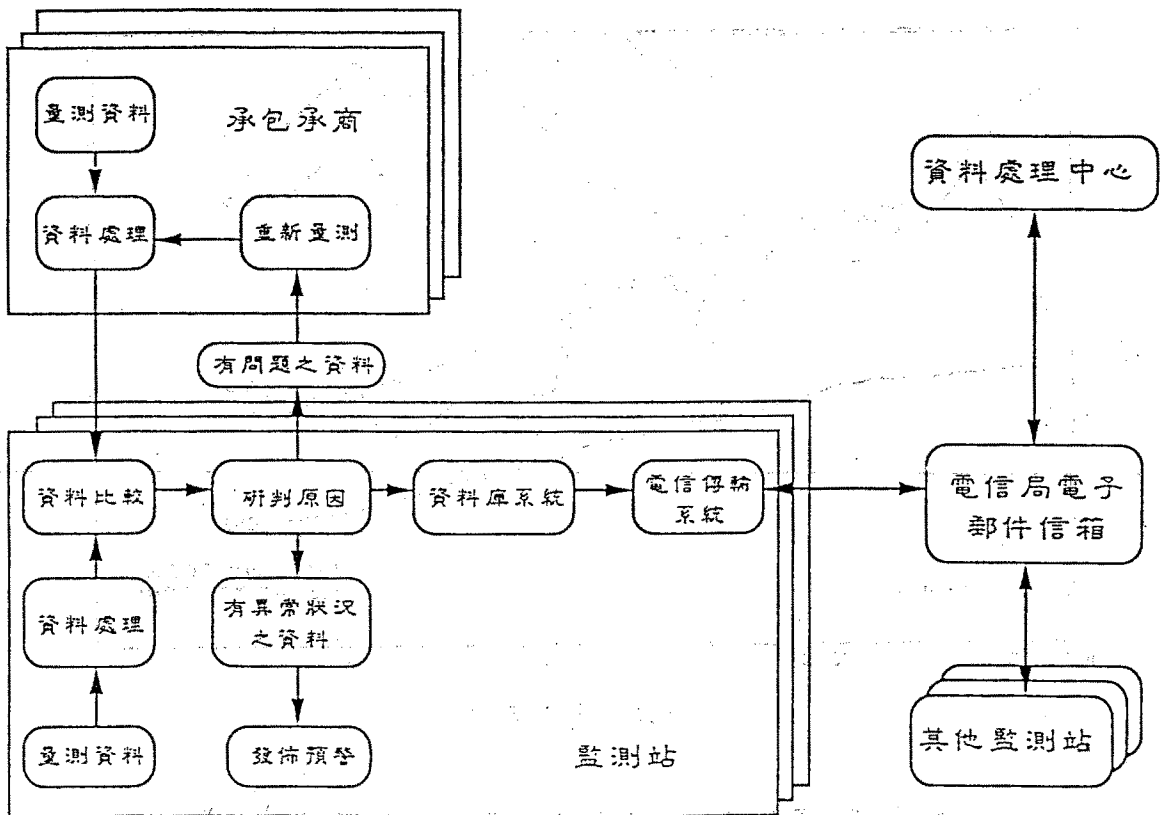 量測資料
承包承商
資料處理
重新量測
有問題之資料
資料比較
研判原因
資料庫系統
電信傳輸
系統
資料處理
有異常狀況
之資料
量測資料
發佈預警
監測站
資料處理中心
電信局電子
郵件信箱
其他監測站